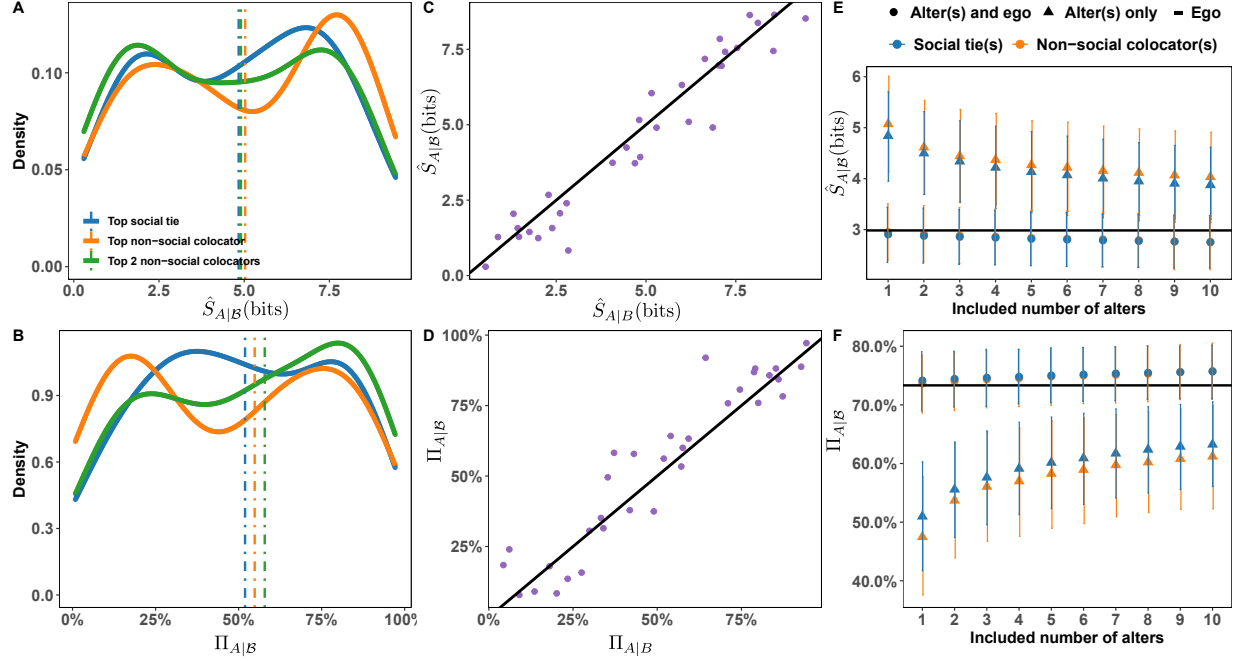 A
Density
0.10
0.05
0.00
Top social tie
Top non−social colocator
Top 2 non−social colocators
0.0 2.5 5.0 7.5
Ŝ_{A|𝓑}(bits)
B
Density
0.9
0.6
0.3
0.0
0% 25% 50% 75% 100%
Π_{A|𝓑}
C
Ŝ_{A|𝓑}(bits)
7.5
5.0
2.5
0.0
0.0 2.5 5.0 7.5
Ŝ_{A|B}(bits)
D
Π_{A|𝓑}
100%
75%
50%
25%
0% 25% 50% 75%
Π_{A|B}
E
Alter(s) and ego Alter(s) only Ego
Social tie(s) Non−social colocator(s)
Ŝ_{A|𝓑}(bits)
6
5
4
3
2
1 2 3 4 5 6 7 8 9 10
Included number of alters
F
Π_{A|𝓑}
80.0%
70.0%
60.0%
50.0%
40.0%
1 2 3 4 5 6 7 8 9 10
Included number of alters